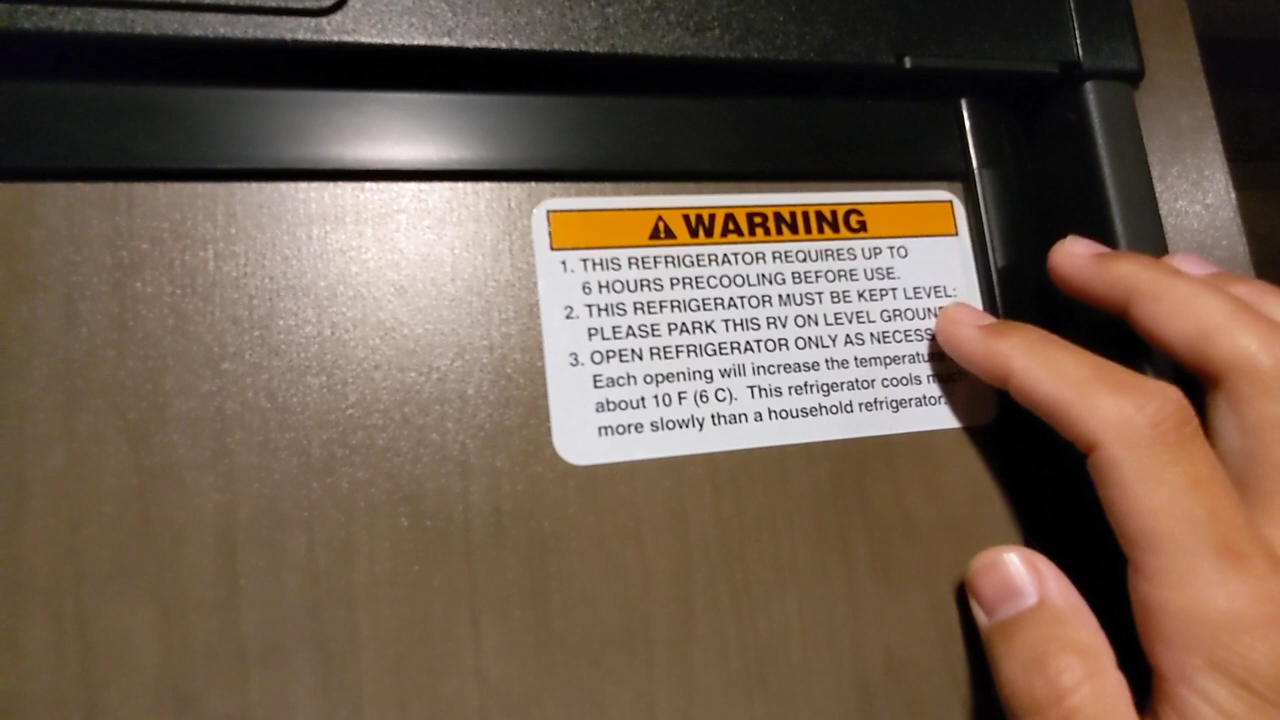 WARNING
1. THIS REFRIGERATOR REQUIRES UP TO
6 HOURS PRECOOLING BEFORE USE.
2. THIS REFRIGERATOR MUST BE KEPT LEVEL:
PLEASE PARK THIS RV ON LEVEL
3. OPEN REFRIGERATOR ONLY AS
Each opening will increase the
about 10 F (6 C). This refrigerator cools
more slowly than a household refrigerator.